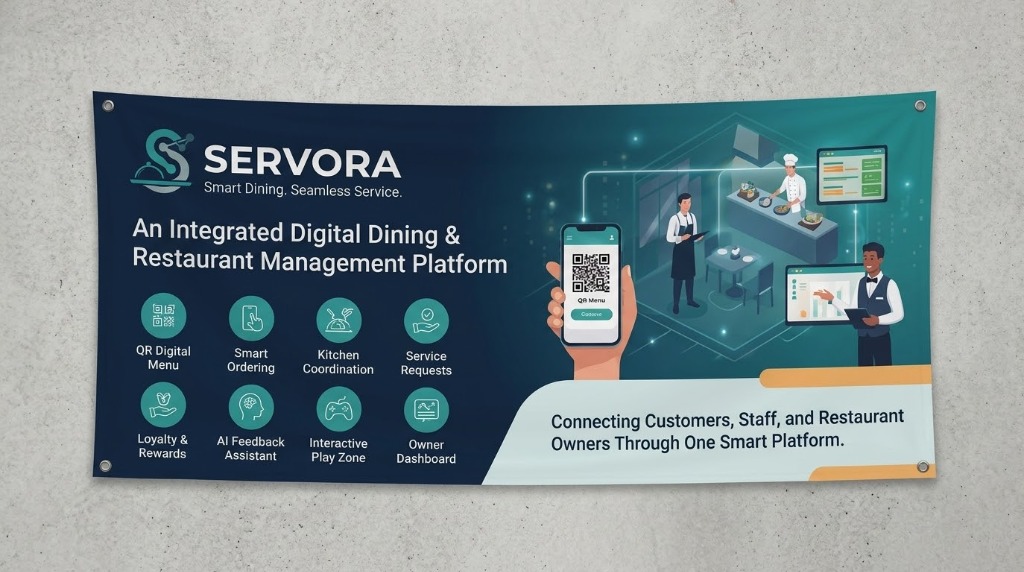 SERVORA
Smart Dining. Seamless Service.
An Integrated Digital Dining &
Restaurant Management Platform
QR Digital
Menu
Smart
Ordering
Kitchen
Coordination
Service
Requests
Loyalty &
Rewards
AI Feedback
Assistant
Interactive
Play Zone
Owner
Dashboard
QR Menu
Connecting Customers, Staff, and Restaurant
Owners Through One Smart Platform.